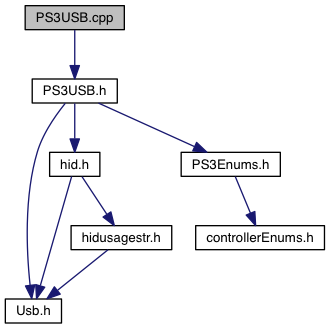 PS3USB.cpp
PS3USB.h
hid.h
PS3Enums.h
hidusagestr.h
controllerEnums.h
Usb.h